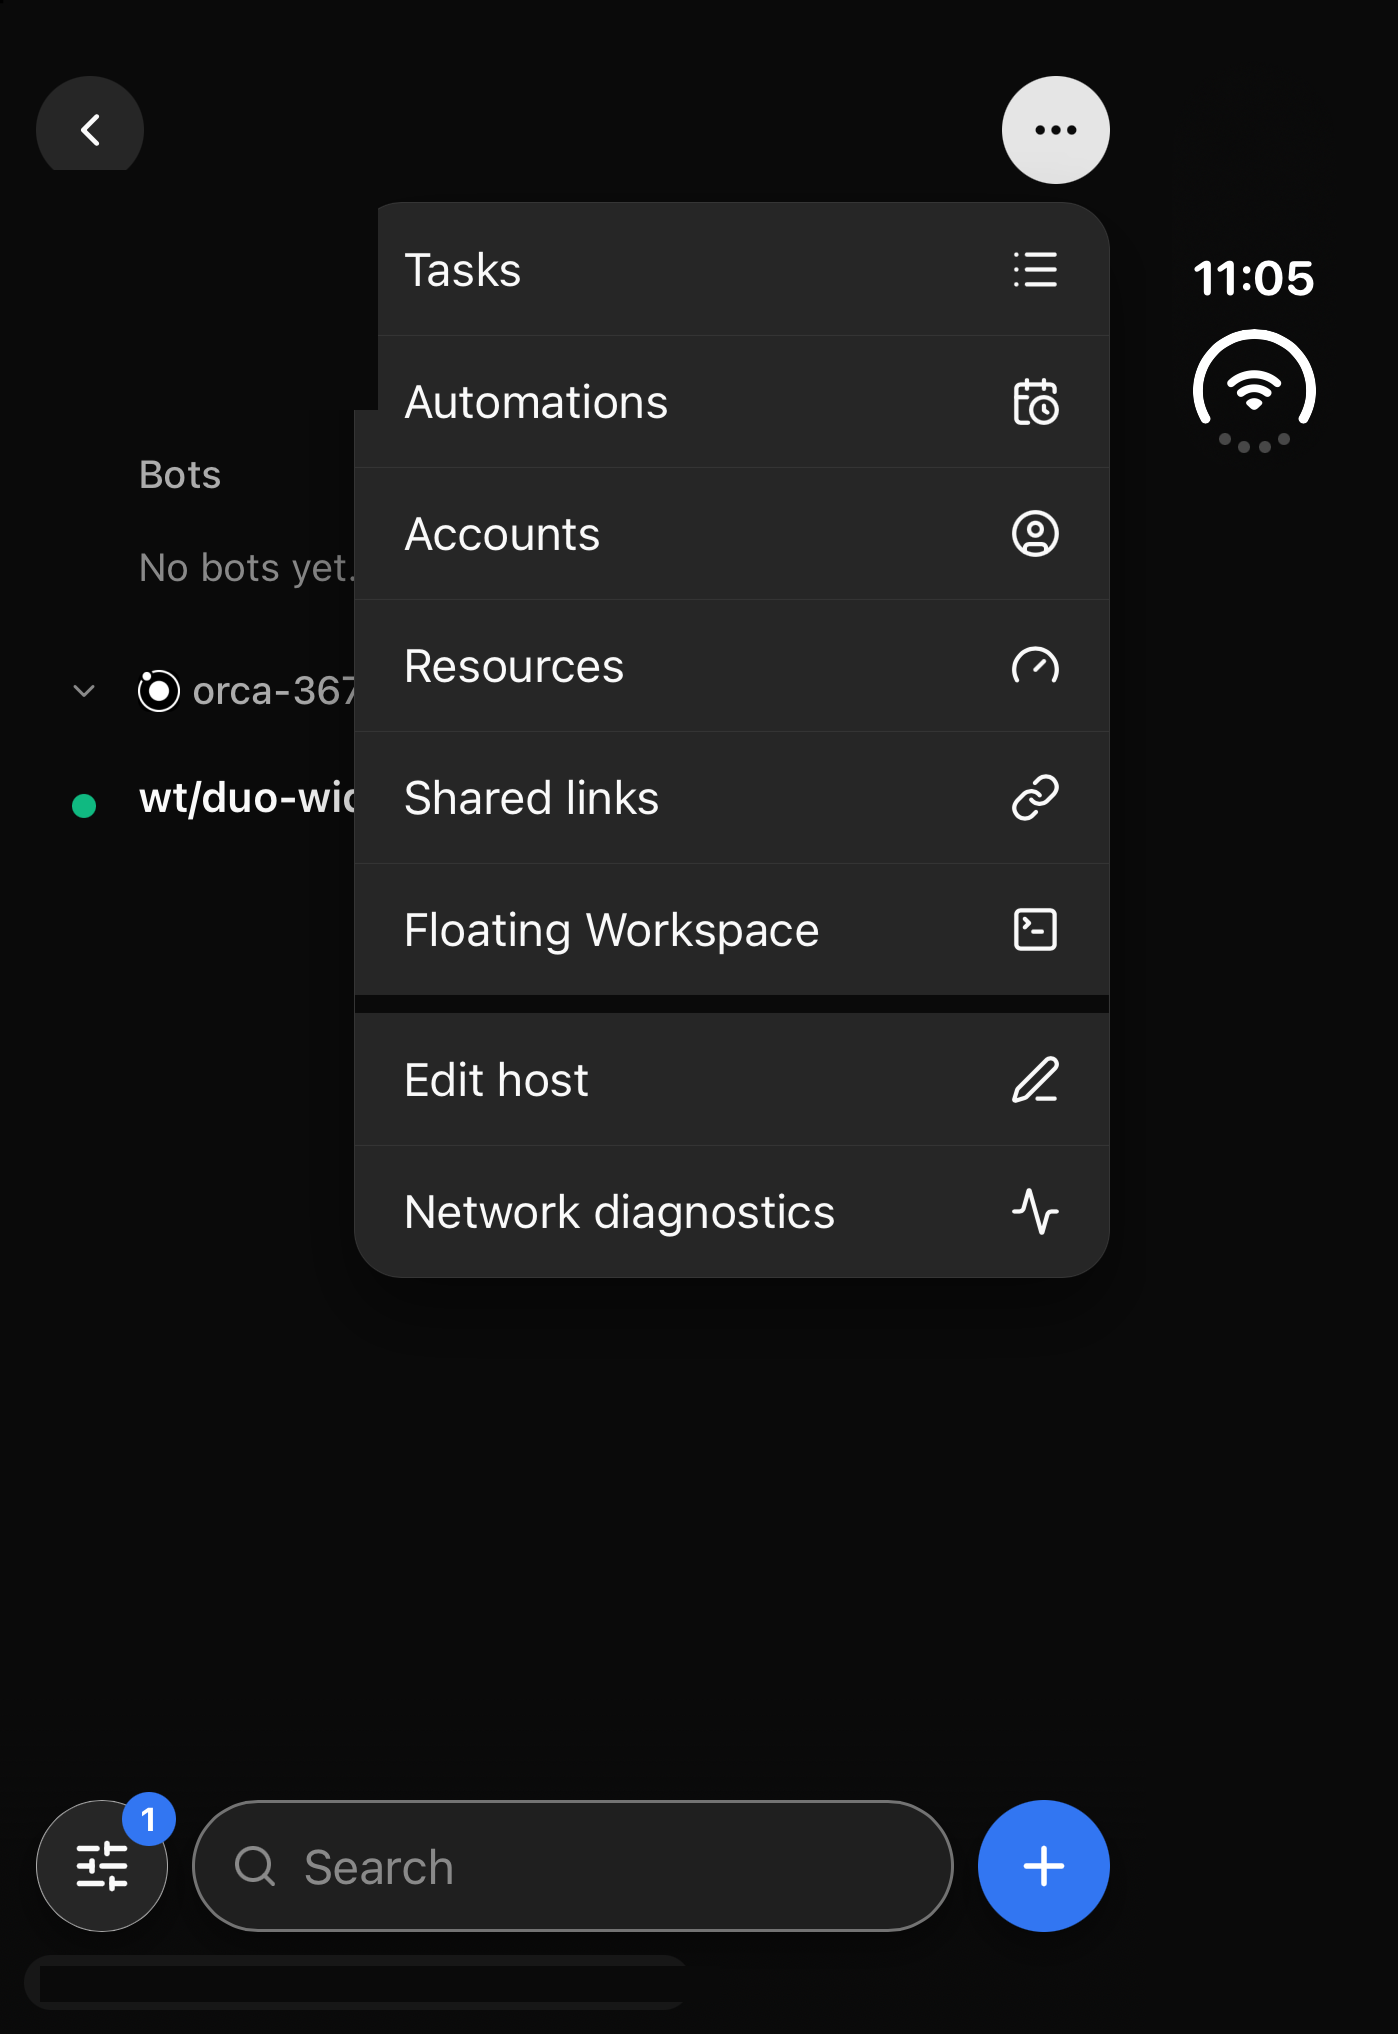 11:05
Tasks
Automations
Bots
Accounts
No bots yet.
Resources
orca-367
Shared links
wt/duo-wid
Floating Workspace
Edit host
Network diagnostics
1
Search